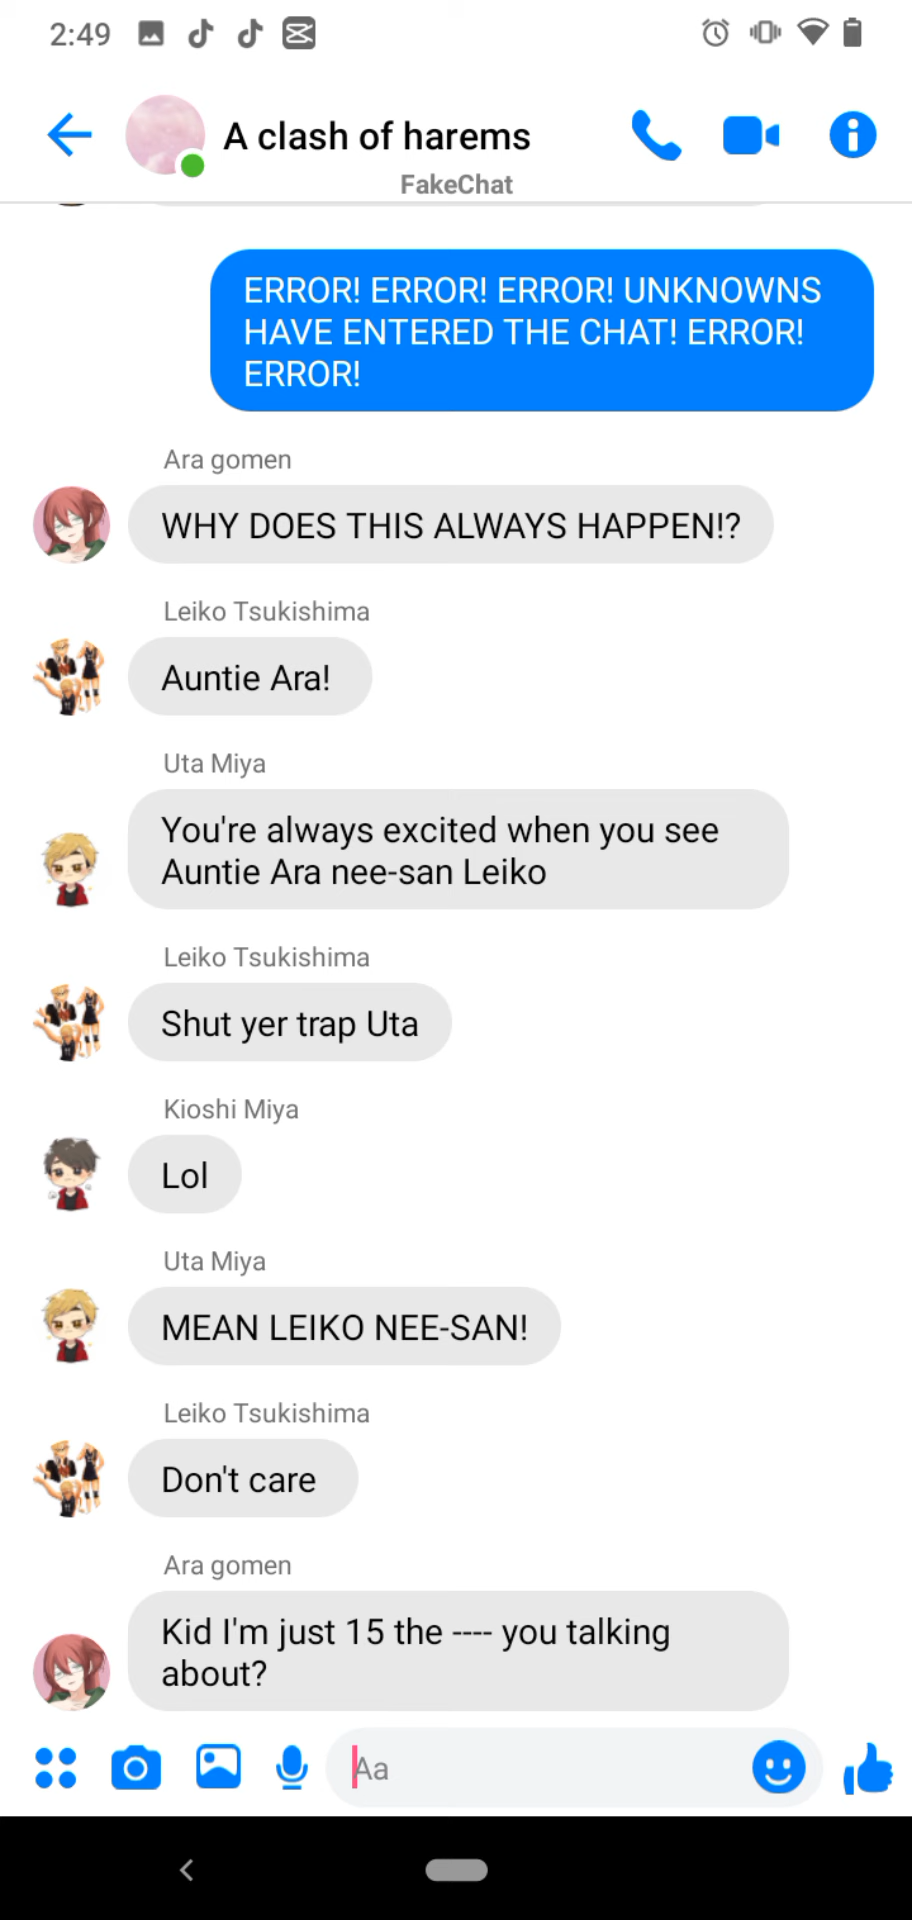 2:49
A clash of harems
FakeChat
ERROR! ERROR! ERROR! UNKNOWNS
HAVE ENTERED THE CHAT! ERROR!
ERROR!
Ara gomen
WHY DOES THIS ALWAYS HAPPEN!?
Leiko Tsukishima
Auntie Ara!
Uta Miya
You're always excited when you see
Auntie Ara nee-san Leiko
Leiko Tsukishima
Shut yer trap Uta
Kioshi Miya
Lol
Uta Miya
MEAN LEIKO NEE-SAN!
Leiko Tsukishima
Don't care
Ara gomen
Kid I'm just 15 the ---- you talking
about?
Aa